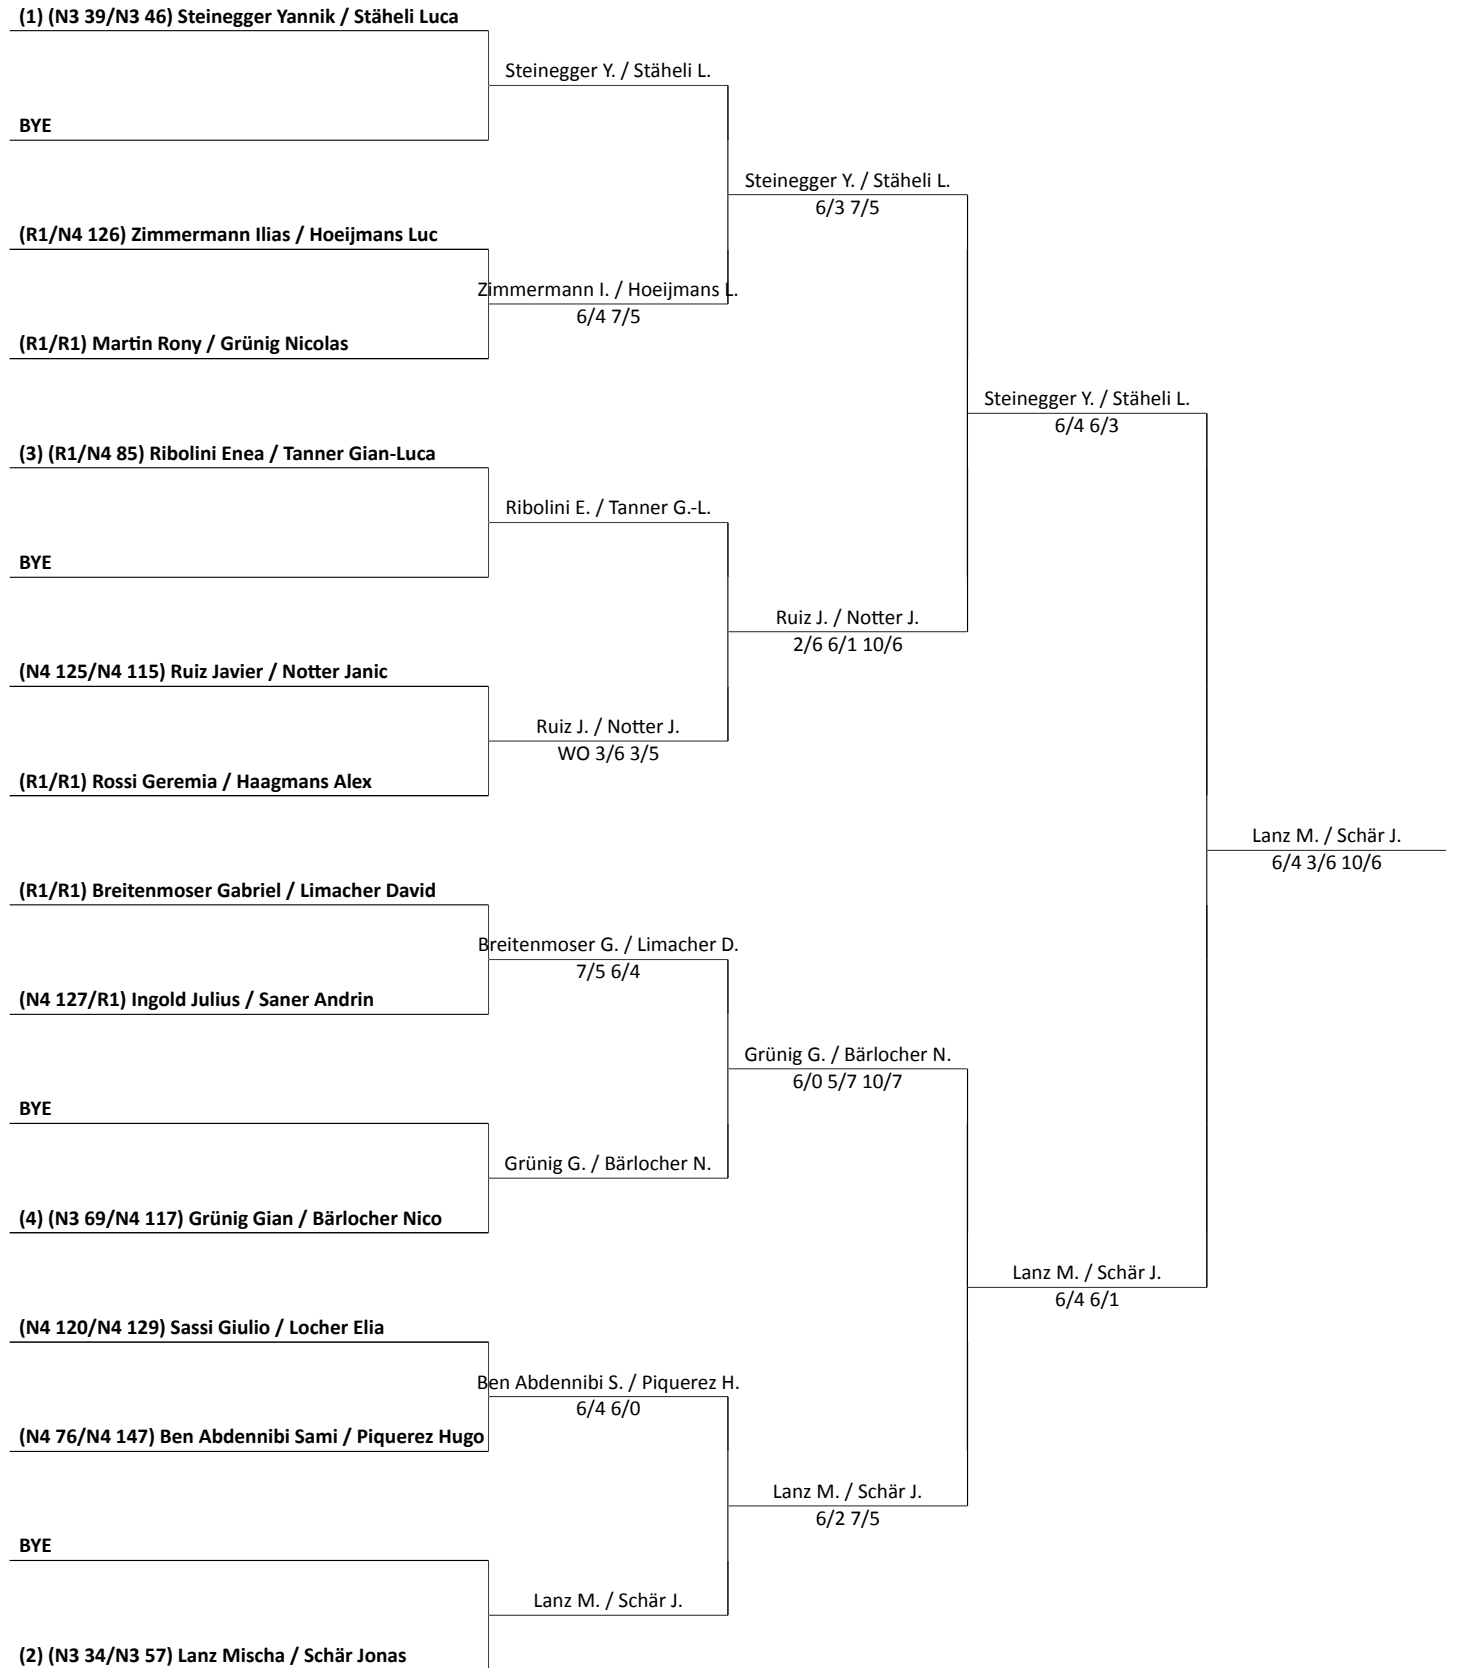 (1) (N3 39/N3 46) Steinegger Yannik / Stäheli Luca
Steinegger Y. / Stäheli L.
BYE
Steinegger Y. / Stäheli L.
6/3 7/5
(R1/N4 126) Zimmermann Ilias / Hoeijmans Luc
Zimmermann I. / Hoeijmans L.
6/4 7/5
(R1/R1) Martin Rony / Grünig Nicolas
Steinegger Y. / Stäheli L.
6/4 6/3
(3) (R1/N4 85) Ribolini Enea / Tanner Gian-Luca
Ribolini E. / Tanner G.-L.
BYE
Ruiz J. / Notter J.
2/6 6/1 10/6
(N4 125/N4 115) Ruiz Javier / Notter Janic
Ruiz J. / Notter J.
WO 3/6 3/5
(R1/R1) Rossi Geremia / Haagmans Alex
Lanz M. / Schär J.
6/4 3/6 10/6
(R1/R1) Breitenmoser Gabriel / Limacher David
Breitenmoser G. / Limacher D.
7/5 6/4
(N4 127/R1) Ingold Julius / Saner Andrin
Grünig G. / Bärlocher N.
6/0 5/7 10/7
BYE
Grünig G. / Bärlocher N.
(4) (N3 69/N4 117) Grünig Gian / Bärlocher Nico
Lanz M. / Schär J.
6/4 6/1
(N4 120/N4 129) Sassi Giulio / Locher Elia
Ben Abdennibi S. / Piquerez H.
6/4 6/0
(N4 76/N4 147) Ben Abdennibi Sami / Piquerez Hugo
Lanz M. / Schär J.
6/2 7/5
BYE
Lanz M. / Schär J.
(2) (N3 34/N3 57) Lanz Mischa / Schär Jonas